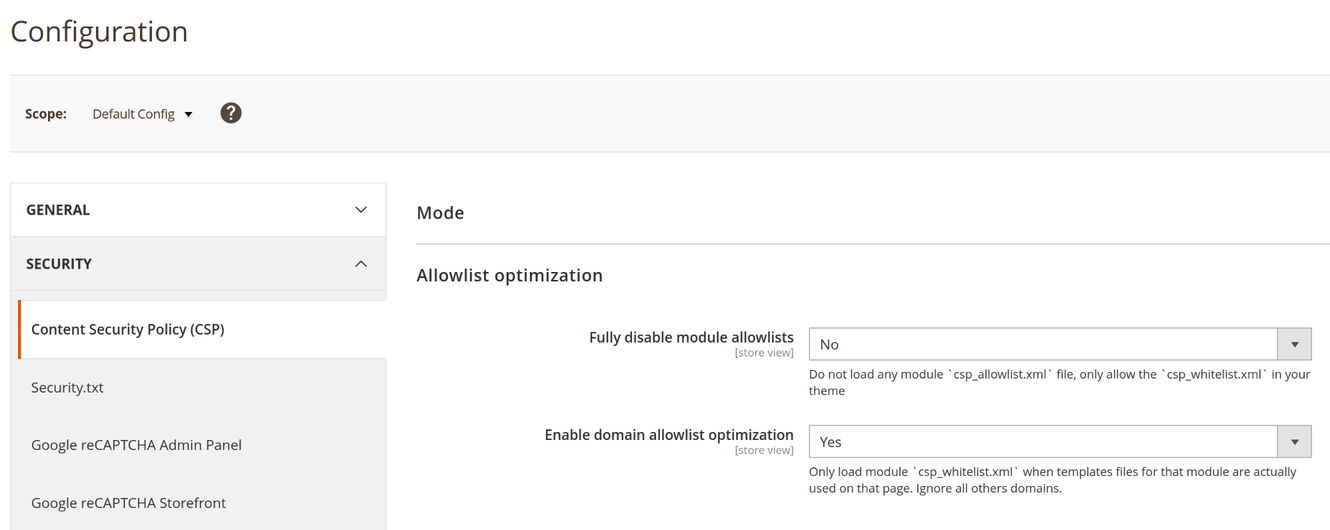 Configuration
Scope: Default Config ?
GENERAL
SECURITY
Content Security Policy (CSP)
Security.txt
Google reCAPTCHA Admin Panel
Google reCAPTCHA Storefront
Mode
Allowlist optimization
Fully disable module allowlists
[store view]
No
Do not load any module `csp_allowlist.xml` file, only allow the `csp_whitelist.xml` in your
theme
Enable domain allowlist optimization
[store view]
Yes
Only load module `csp_whitelist.xml` when templates files for that module are actually
used on that page. Ignore all others domains.